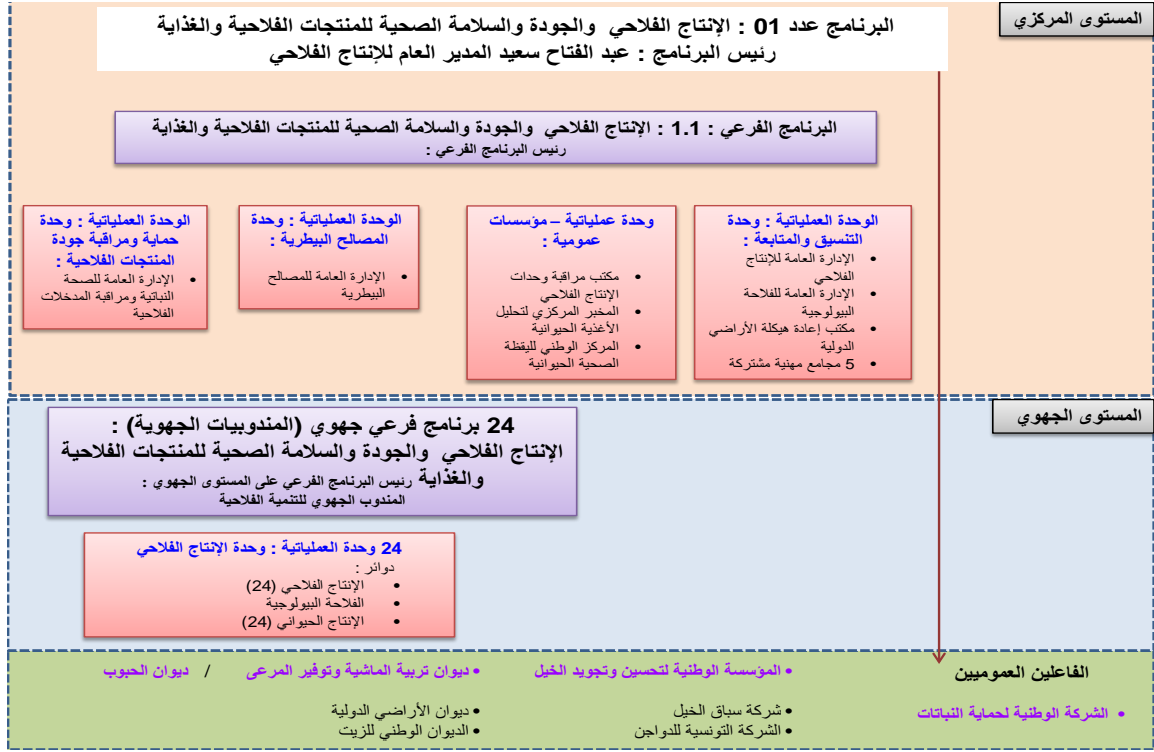 المستوى المركزي
البرنامج عدد 01 : الإنتاج الفلاحي والجودة والسلامة الصحية للمنتجات الفلاحية والغذاية
رئيس البرنامج : عبد الفتاح سعيد المدير العام للإنتاج الفلاحي
البرنامج الفرعي : 1.1 : الإنتاج الفلاحي والجودة والسلامة الصحية للمنتجات الفلاحية والغذاية
رئيس البرنامج الفرعي :
الوحدة العملياتية : وحدة
التنسيق والمتابعة :
• الإدارة العامة للإنتاج
الفلاحي
• الإدارة العامة للفلاحة
البيولوجية
• مكتب إعادة هيكلة الأراضي
الدولية
• 5 مجامع مهنية مشتركة
وحدة عملياتية – مؤسسات
عمومية :
• مكتب مراقبة وحدات
الإنتاج الفلاحي
• المخبر المركزي لتحليل
الأغذية الحيوانية
• المركز الوطني لليقظة
الصحية الحيوانية
الوحدة العملياتية : وحدة
المصالح البيطرية :
• الإدارة العامة للمصالح
البيطرية
الوحدة العملياتية : وحدة
حماية ومراقبة جودة
المنتجات الفلاحية :
• الإدارة العامة للصحة
النباتية ومراقبة المدخلات
الفلاحية
المستوى الجهوي
24 برنامج فرعي جهوي (المندوبيات الجهوية) :
الإنتاج الفلاحي والجودة والسلامة الصحية للمنتجات الفلاحية
والغذاية رئيس البرنامج الفرعي على المستوى الجهوي :
المندوب الجهوي للتنمية الفلاحية
24 وحدة العملياتية : وحدة الإنتاج الفلاحي
دوائر :
• الإنتاج الفلاحي (24)
• الفلاحة البيولوجية
• الإنتاج الحيواني (24)
الفاعلين العموميين
• الشركة الوطنية لحماية النباتات
• المؤسسة الوطنية لتحسين وتجويد الخيل
• شركة سباق الخيل
• الشركة التونسية للدواجن
• ديوان تربية الماشية وتوفير المرعى / ديوان الحبوب
• ديوان الأراضي الدولية
• الديوان الوطني للزيت